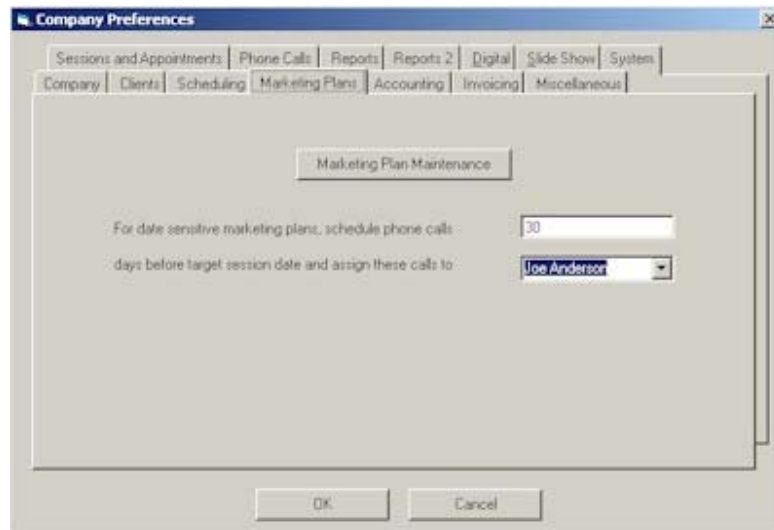 Company Preferences
Sessions and Appointments Phone Calls Reports Reports 2 Digital Slide Show System
Company Clients Scheduling Marketing Plans Accounting Invoicing Miscellaneous
Marketing Plan Maintenance
For date sensitive marketing plans, schedule phone calls 30
days before target session date and assign these calls to Joe Anderson
OK Cancel